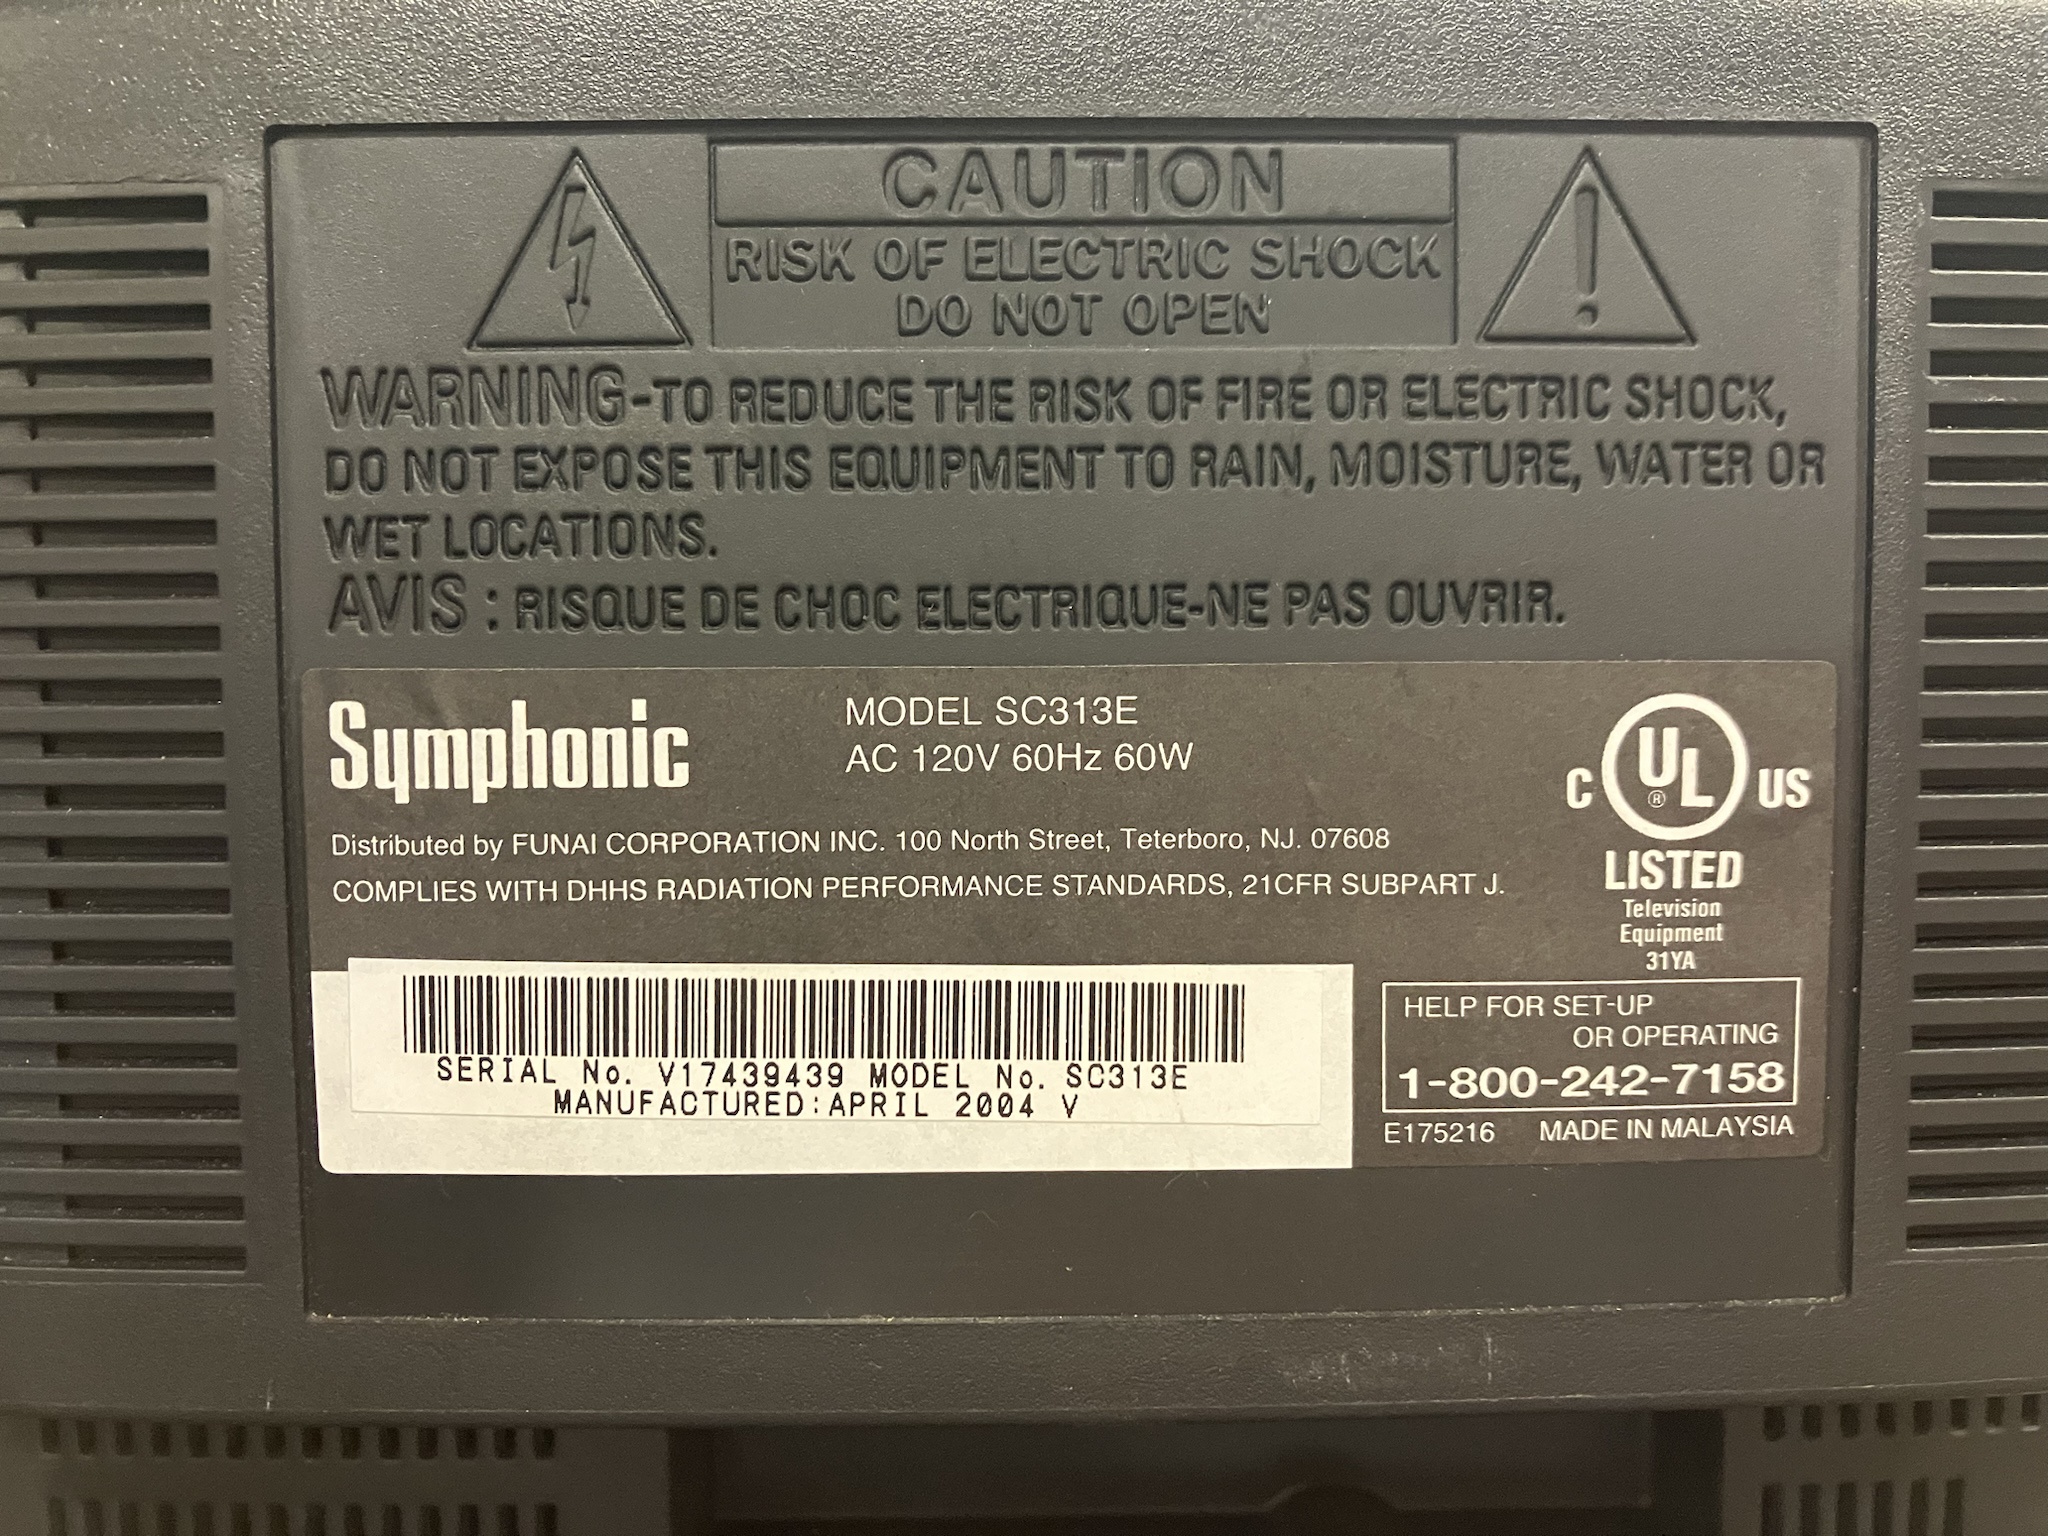 CAUTION
RISK OF ELECTRIC SHOCK
DO NOT OPEN
WARNING-TO REDUCE THE RISK OF FIRE OR ELECTRIC SHOCK,
DO NOT EXPOSE THIS EQUIPMENT TO RAIN, MOISTURE, WATER OR
WET LOCATIONS.
AVIS : RISQUE DE CHOC ELECTRIQUE-NE PAS OUVRIR.
Symphonic
MODEL SC313E
AC 120V 60Hz 60W
Distributed by FUNAI CORPORATION INC. 100 North Street, Teterboro, NJ. 07608
COMPLIES WITH DHHS RADIATION PERFORMANCE STANDARDS, 21CFR SUBPART J.
C UL® US
LISTED
Television
Equipment
31YA
SERIAL No. V17439439 MODEL No. SC313E
MANUFACTURED:APRIL 2004 V
HELP FOR SET-UP
OR OPERATING
1-800-242-7158
E175216 MADE IN MALAYSIA